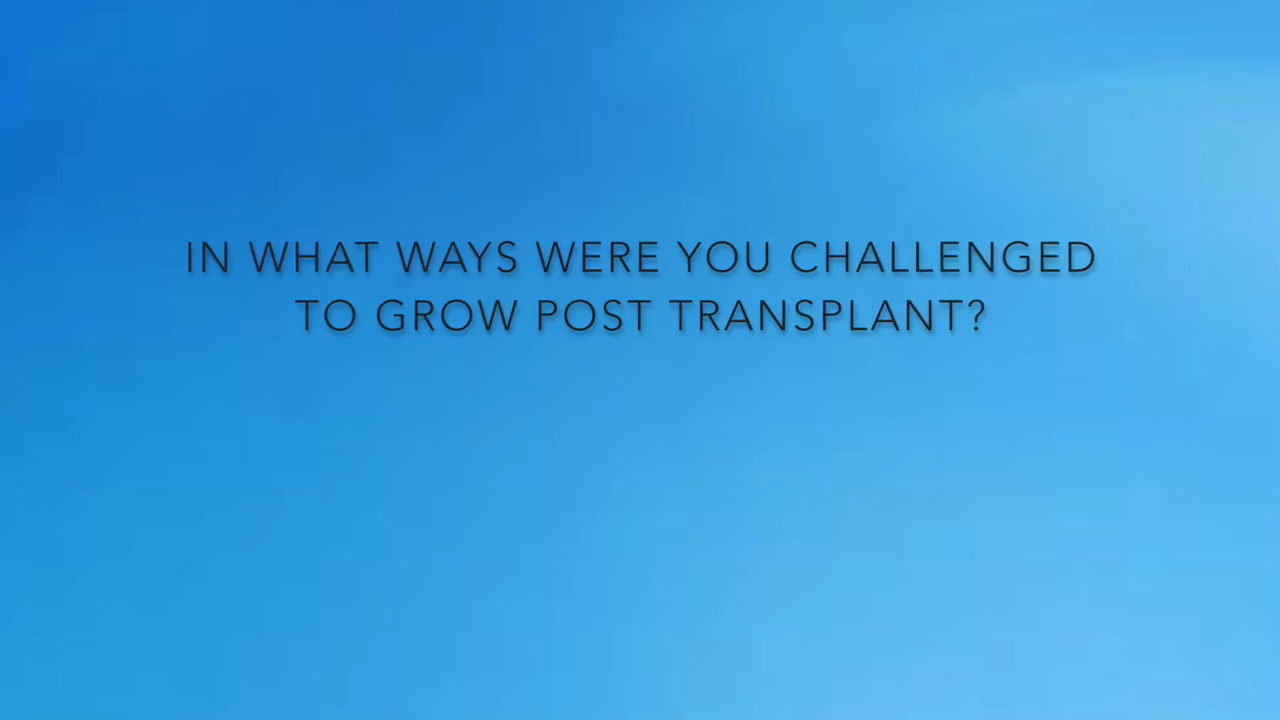 IN WHAT WAYS WERE YOU CHALLENGED
TO GROW POST TRANSPLANT?